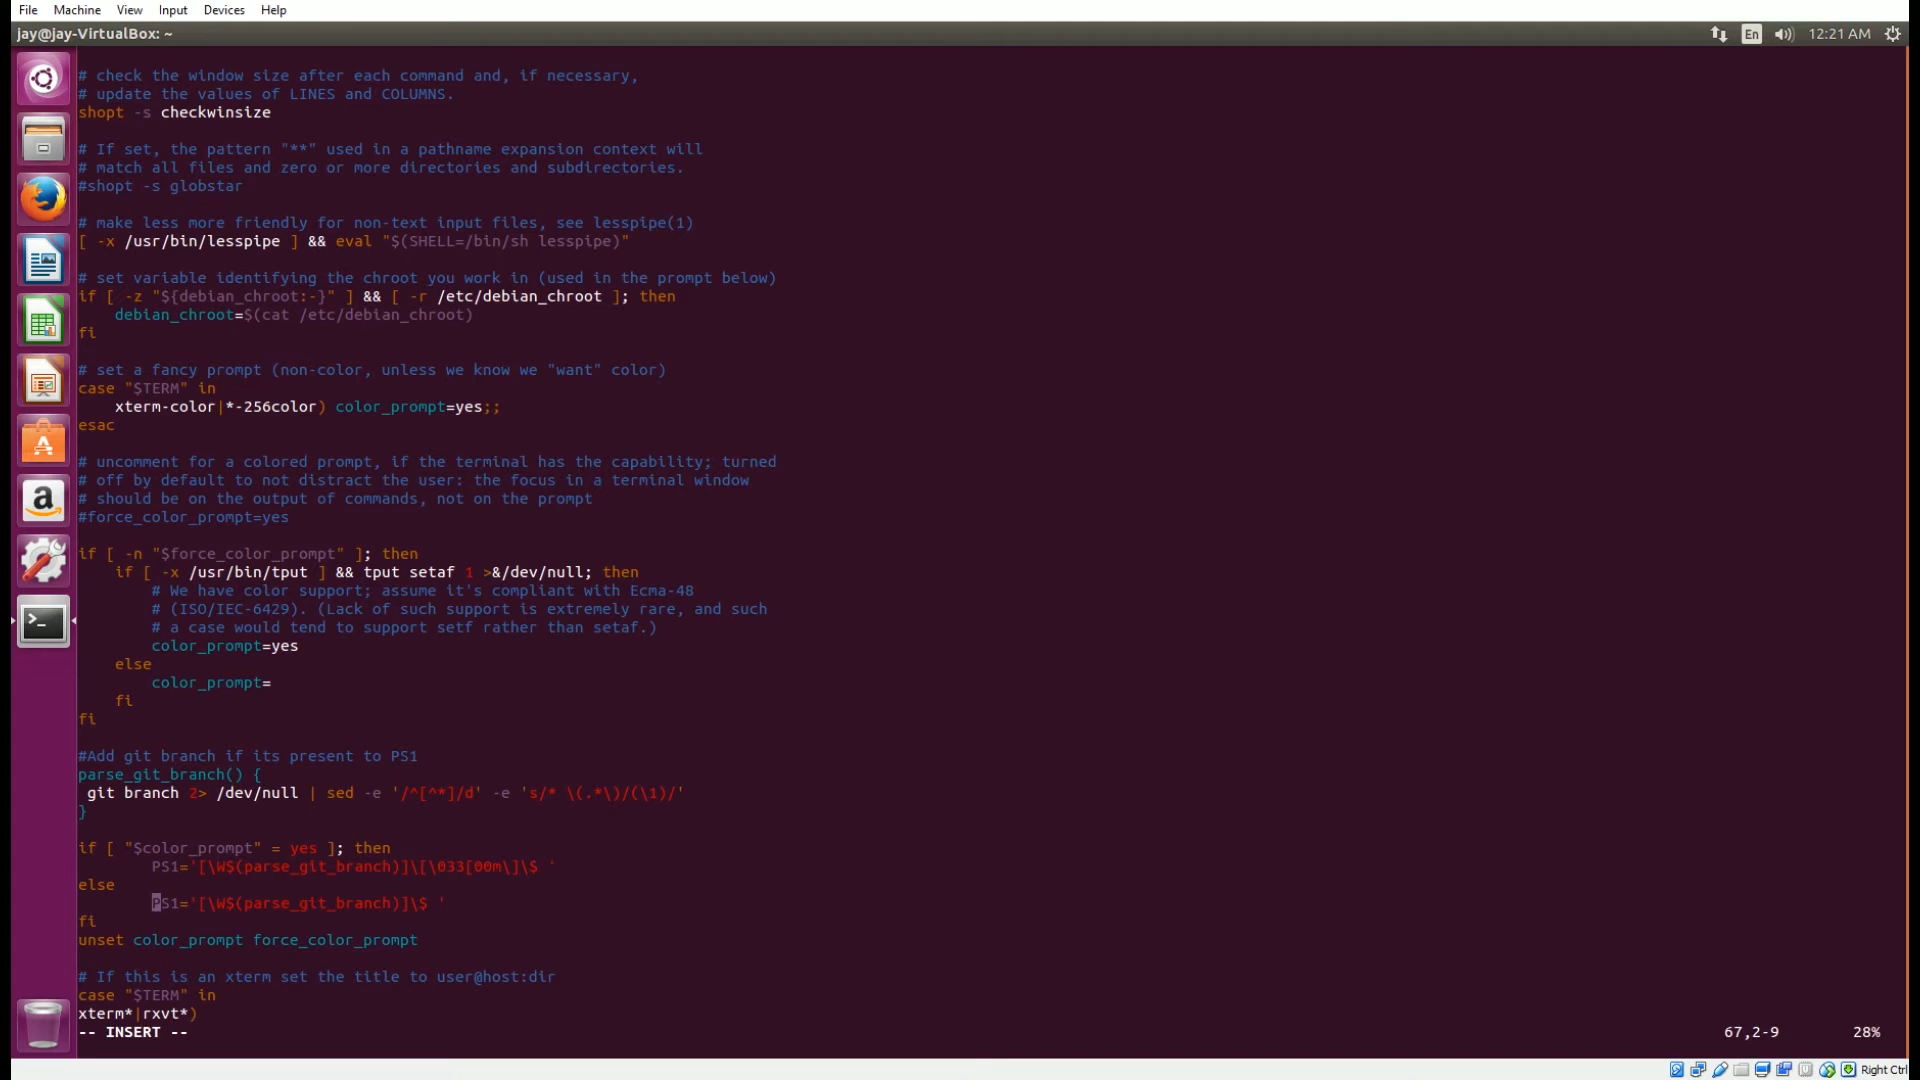 File Machine View Input Devices Help
jay@jay-VirtualBox: ~ En 12:21 AM
# check the window size after each command and, if necessary,
# update the values of LINES and COLUMNS.
shopt -s checkwinsize
# If set, the pattern "**" used in a pathname expansion context will
# match all files and zero or more directories and subdirectories.
#shopt -s globstar
# make less more friendly for non-text input files, see lesspipe(1)
[ -x /usr/bin/lesspipe ] && eval "$(SHELL=/bin/sh lesspipe)"
# set variable identifying the chroot you work in (used in the prompt below)
if [ -z "${debian_chroot:-}" ] && [ -r /etc/debian_chroot ]; then
    debian_chroot=$(cat /etc/debian_chroot)
fi
# set a fancy prompt (non-color, unless we know we "want" color)
case "$TERM" in
    xterm-color|*-256color) color_prompt=yes;;
esac
# uncomment for a colored prompt, if the terminal has the capability; turned
# off by default to not distract the user: the focus in a terminal window
# should be on the output of commands, not on the prompt
#force_color_prompt=yes
if [ -n "$force_color_prompt" ]; then
    if [ -x /usr/bin/tput ] && tput setaf 1 >&/dev/null; then
        # We have color support; assume it's compliant with Ecma-48
        # (ISO/IEC-6429). (Lack of such support is extremely rare, and such
        # a case would tend to support setf rather than setaf.)
        color_prompt=yes
    else
        color_prompt=
    fi
fi
#Add git branch if its present to PS1
parse_git_branch() {
 git branch 2> /dev/null | sed -e '/^[^*]/d' -e 's/* \(.*\)/(\1)/'
}
if [ "$color_prompt" = yes ]; then
        PS1='[\W$(parse_git_branch)]\[\033[00m\]\$ '
else
        PS1='[\W$(parse_git_branch)]\$ '
fi
unset color_prompt force_color_prompt
# If this is an xterm set the title to user@host:dir
case "$TERM" in
xterm*|rxvt*)
-- INSERT -- 67,2-9 28%
Right Ctrl